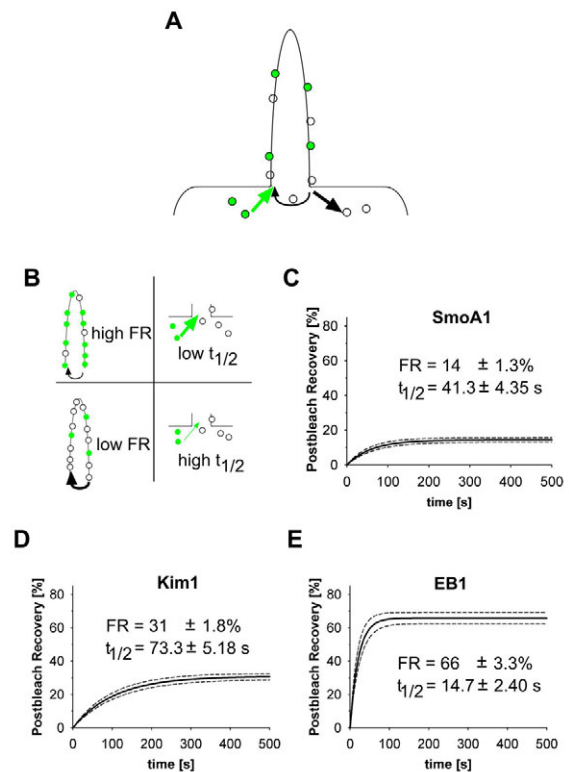 A
B
high FR
low t1/2
low FR
high t1/2
C
SmoA1
Postbleach Recovery [%]
80
60
40
20
0
FR = 14 ± 1.3%
t1/2 = 41.3 ± 4.35 s
0 100 200 300 400 500
time [s]
D
Kim1
Postbleach Recovery [%]
80
60
40
20
0
FR = 31 ± 1.8%
t1/2 = 73.3 ± 5.18 s
0 100 200 300 400 500
time [s]
E
EB1
Postbleach Recovery [%]
80
60
40
20
0
FR = 66 ± 3.3%
t1/2 = 14.7 ± 2.40 s
0 100 200 300 400 500
time [s]